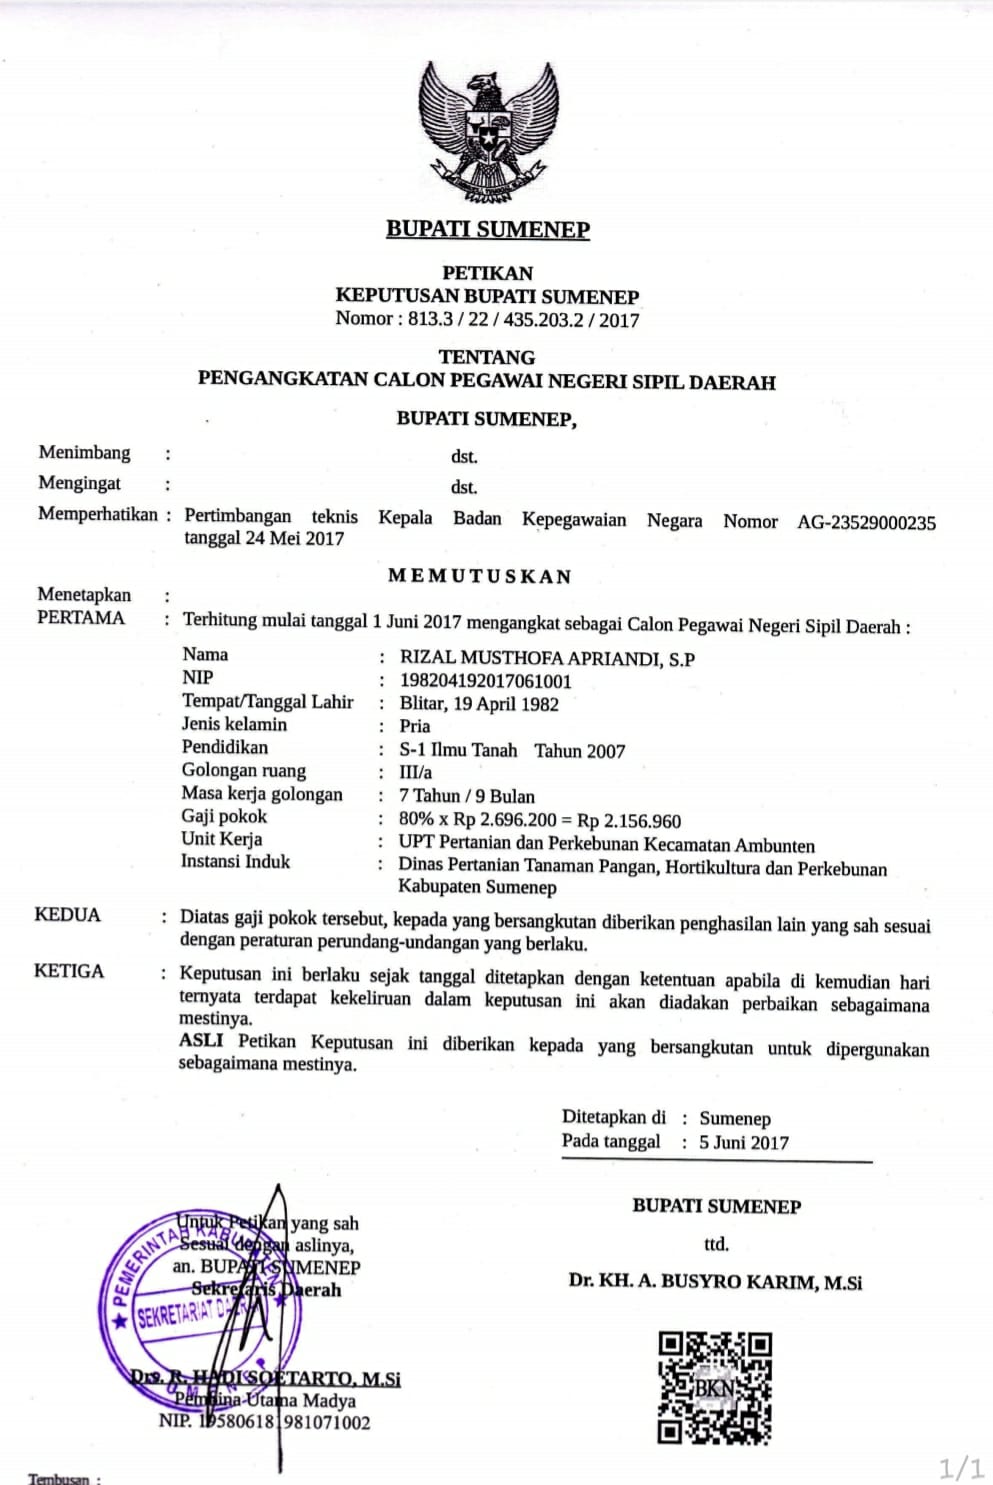 BUPATI SUMENEP
PETIKAN
KEPUTUSAN BUPATI SUMENEP
Nomor : 813.3 / 22 / 435.203.2 / 2017
TENTANG
PENGANGKATAN CALON PEGAWAI NEGERI SIPIL DAERAH
BUPATI SUMENEP,
Menimbang : dst.
Mengingat : dst.
Memperhatikan : Pertimbangan teknis Kepala Badan Kepegawaian Negara Nomor AG-23529000235
tanggal 24 Mei 2017
M E M U T U S K A N
Menetapkan :
PERTAMA : Terhitung mulai tanggal 1 Juni 2017 mengangkat sebagai Calon Pegawai Negeri Sipil Daerah :
Nama : RIZAL MUSTHOFA APRIANDI, S.P
NIP : 198204192017061001
Tempat/Tanggal Lahir : Blitar, 19 April 1982
Jenis kelamin : Pria
Pendidikan : S-1 Ilmu Tanah Tahun 2007
Golongan ruang : III/a
Masa kerja golongan : 7 Tahun / 9 Bulan
Gaji pokok : 80% x Rp 2.696.200 = Rp 2.156.960
Unit Kerja : UPT Pertanian dan Perkebunan Kecamatan Ambunten
Instansi Induk : Dinas Pertanian Tanaman Pangan, Hortikultura dan Perkebunan
Kabupaten Sumenep
KEDUA : Diatas gaji pokok tersebut, kepada yang bersangkutan diberikan penghasilan lain yang sah sesuai
dengan peraturan perundang-undangan yang berlaku.
KETIGA : Keputusan ini berlaku sejak tanggal ditetapkan dengan ketentuan apabila di kemudian hari
ternyata terdapat kekeliruan dalam keputusan ini akan diadakan perbaikan sebagaimana
mestinya.
ASLI Petikan Keputusan ini diberikan kepada yang bersangkutan untuk dipergunakan
sebagaimana mestinya.
Ditetapkan di : Sumenep
Pada tanggal : 5 Juni 2017
BUPATI SUMENEP
ttd.
Dr. KH. A. BUSYRO KARIM, M.Si
BKN
Untuk Petikan yang sah
Sesuai dengan aslinya,
an. BUPATI SUMENEP
Sekretaris Daerah
PEMERINTAH KABUPATEN
SEKRETARIAT DAERAH
SUMENEP
Drs. R. HADI SOETARTO, M.Si
Pembina Utama Madya
NIP. 195806181981071002
Tembusan :
1/1